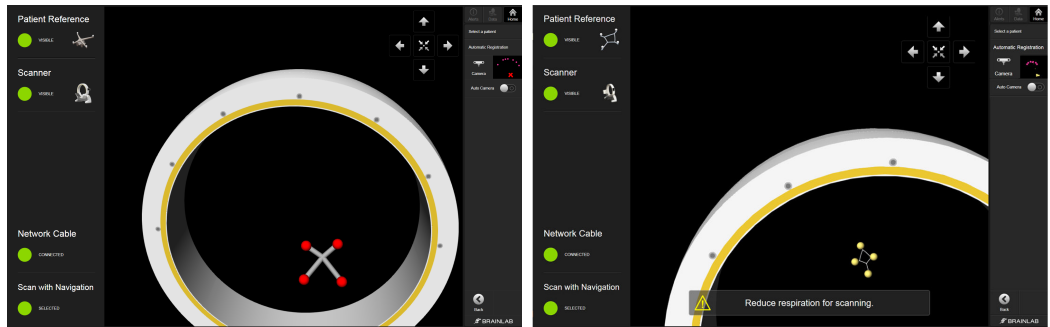 Patient Reference
VISIBLE
Scanner
VISIBLE
Network Cable
CONNECTED
Scan with Navigation
SELECTED
Home
Select a patient
Automatic Registration
Camera
Auto Camera
Back
BRAINLAB
Patient Reference
VISIBLE
Scanner
VISIBLE
Network Cable
CONNECTED
Scan with Navigation
SELECTED
Reduce respiration for scanning.
Home
Select a patient
Automatic Registration
Camera
Auto Camera
Back
BRAINLAB